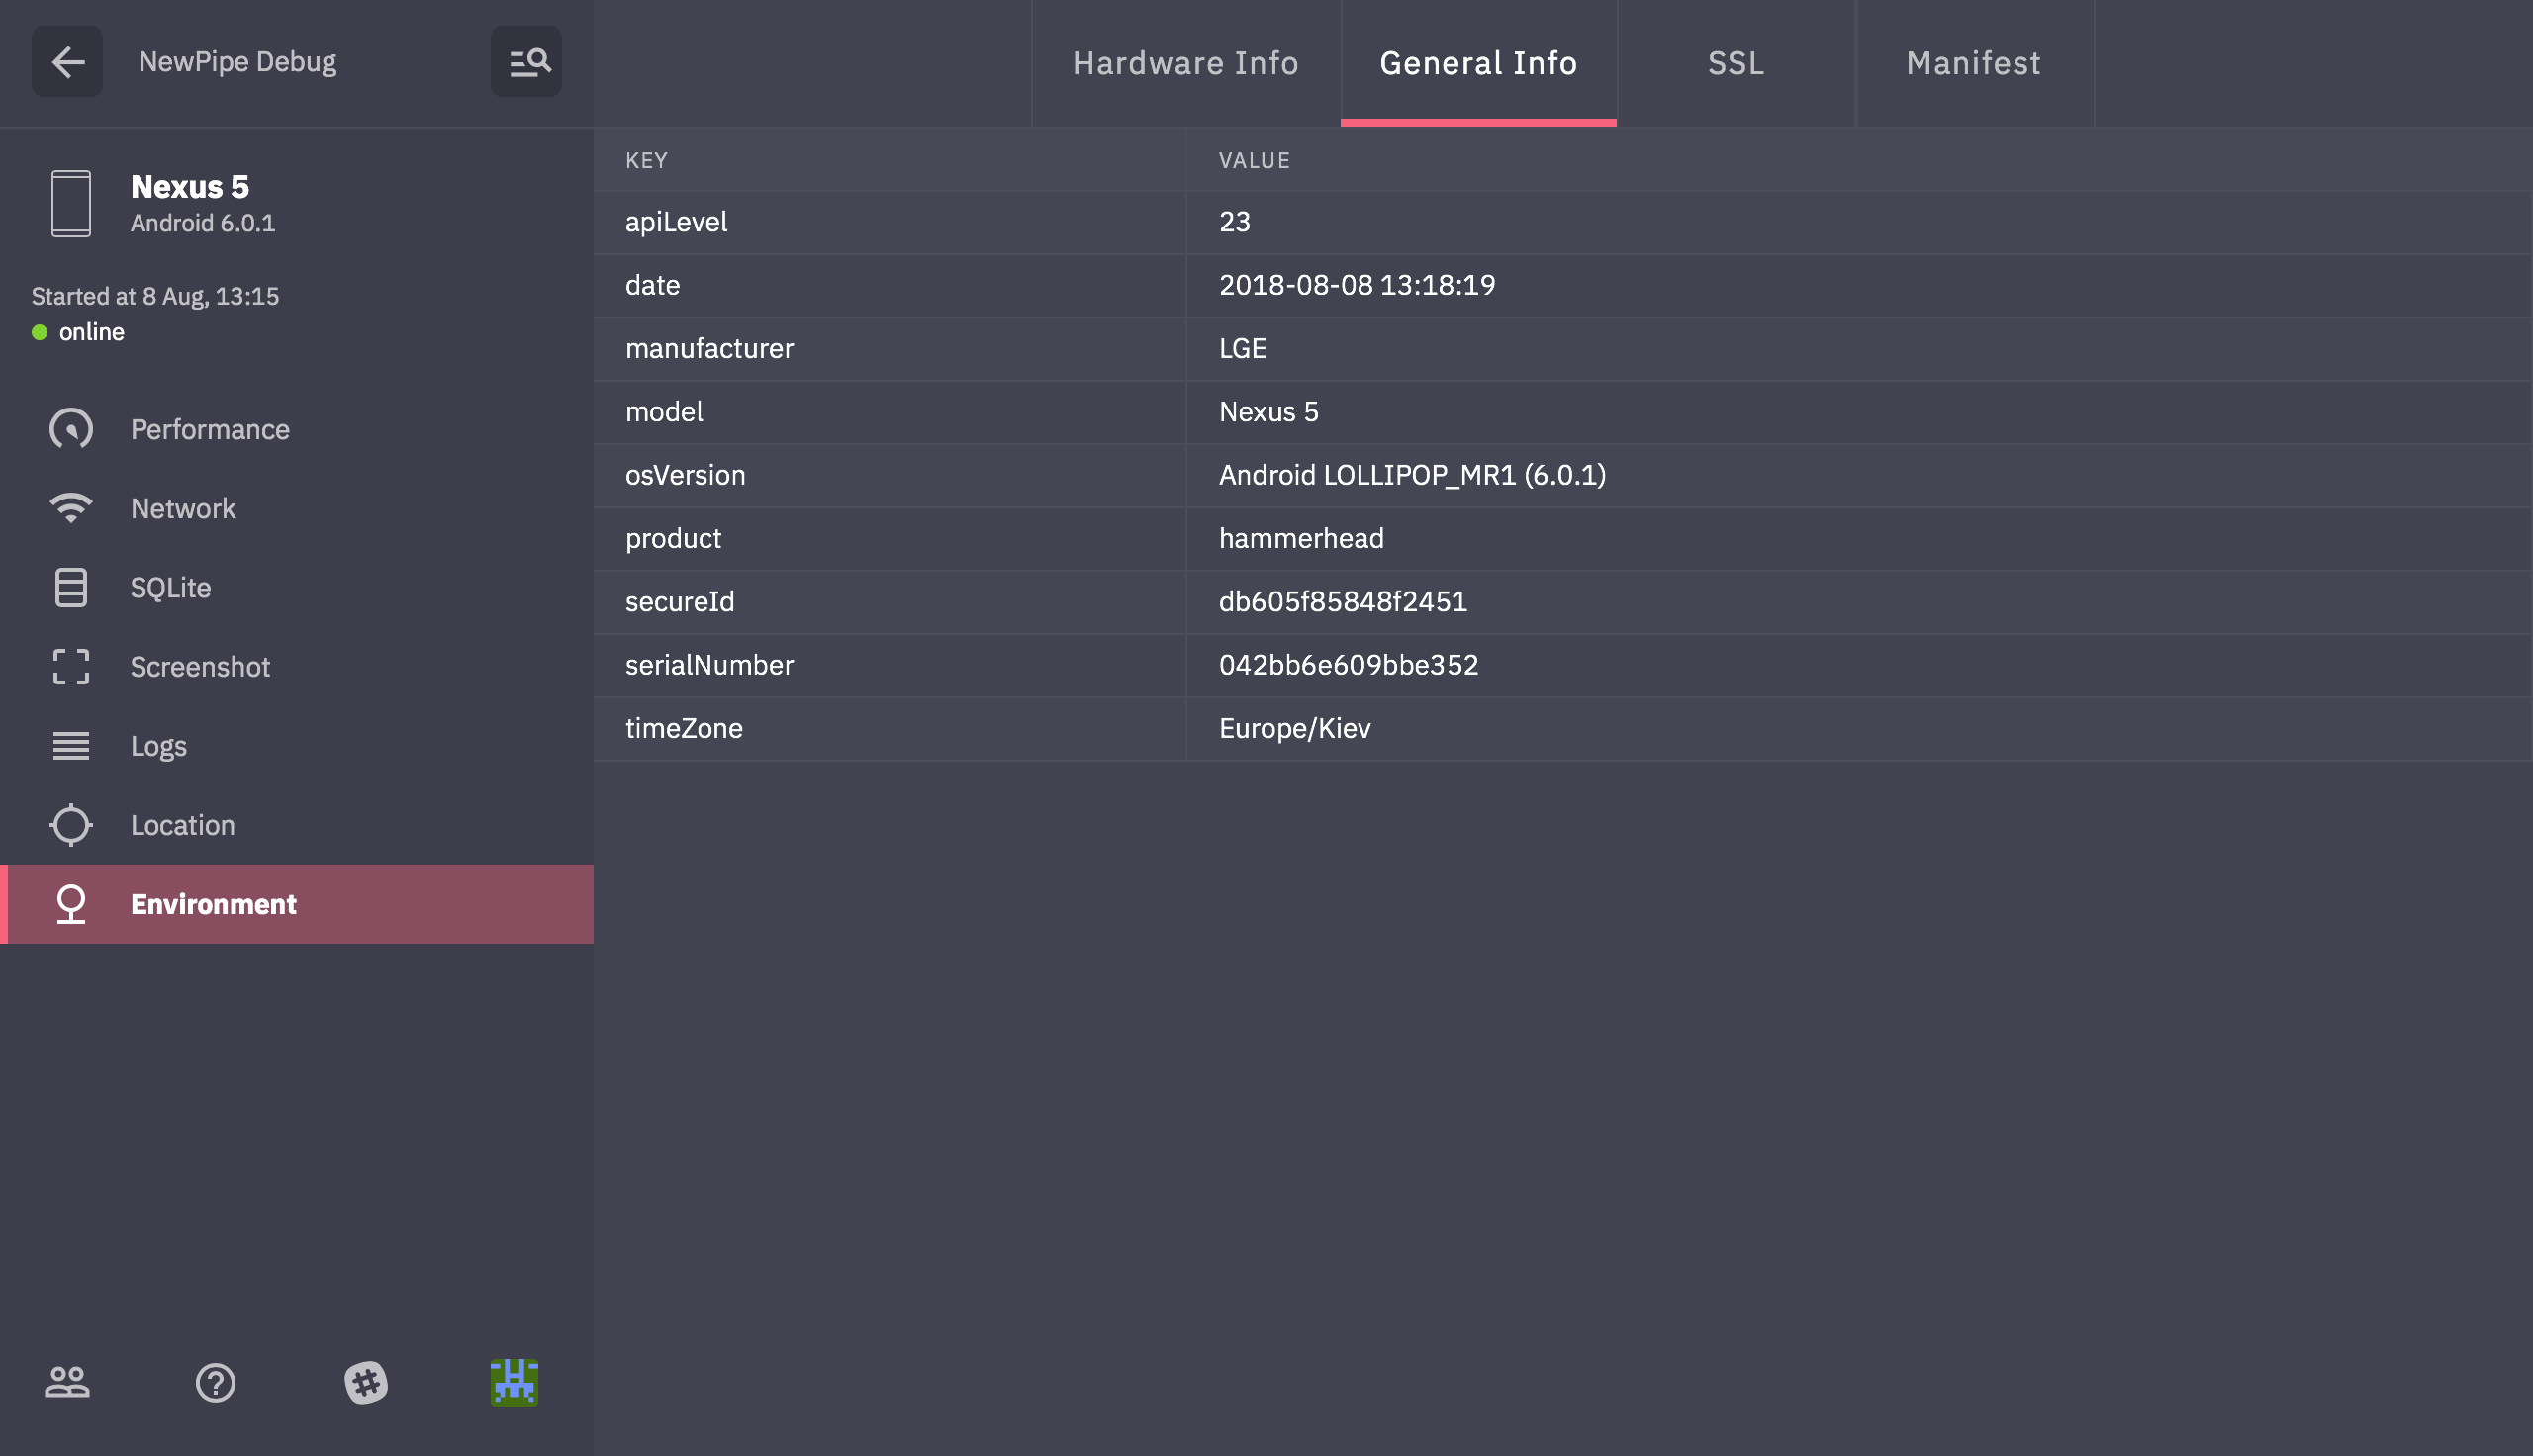 NewPipe Debug
Nexus 5
Android 6.0.1
Started at 8 Aug, 13:15
online
Performance
Network
SQLite
Screenshot
Logs
Location
Environment
Hardware Info
General Info
SSL
Manifest
KEY VALUE
apiLevel 23
date 2018-08-08 13:18:19
manufacturer LGE
model Nexus 5
osVersion Android LOLLIPOP_MR1 (6.0.1)
product hammerhead
secureId db605f85848f2451
serialNumber 042bb6e609bbe352
timeZone Europe/Kiev